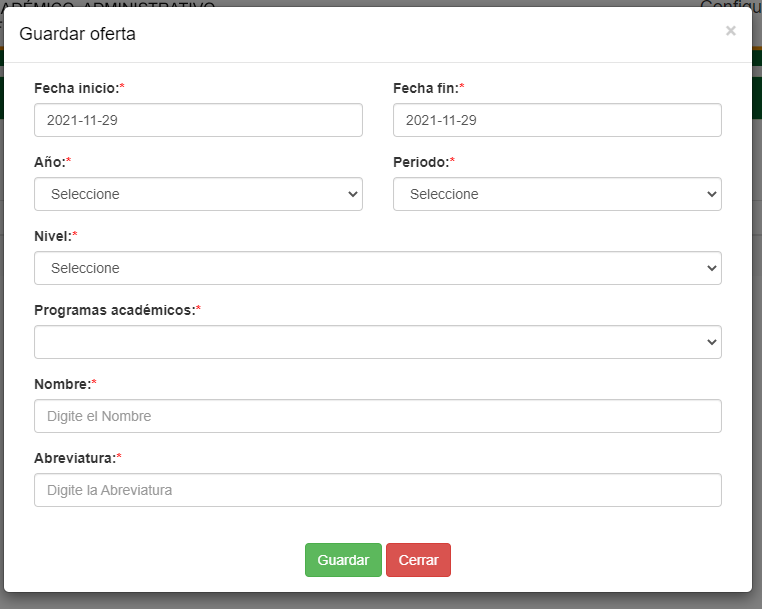 ADÉMICO, ADMINISTRATIVO
Guardar oferta
×
Fecha inicio:*
Fecha fin:*
2021-11-29
2021-11-29
Año:*
Periodo:*
Seleccione
Seleccione
Nivel:*
Seleccione
Programas académicos:*
Nombre:*
Digite el Nombre
Abreviatura:*
Digite la Abreviatura
Guardar
Cerrar